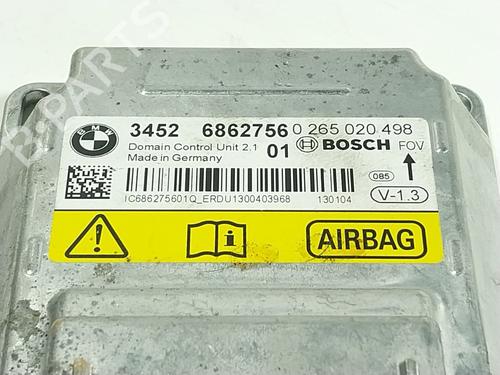 BMW
3452 6862756 0 265 020 498
Domain Control Unit 2.1 01 BOSCH FOV
Made in Germany
085
IC686275601Q_ERDU1300403968 130104
V-1.3
i AIRBAG
B-PARTS